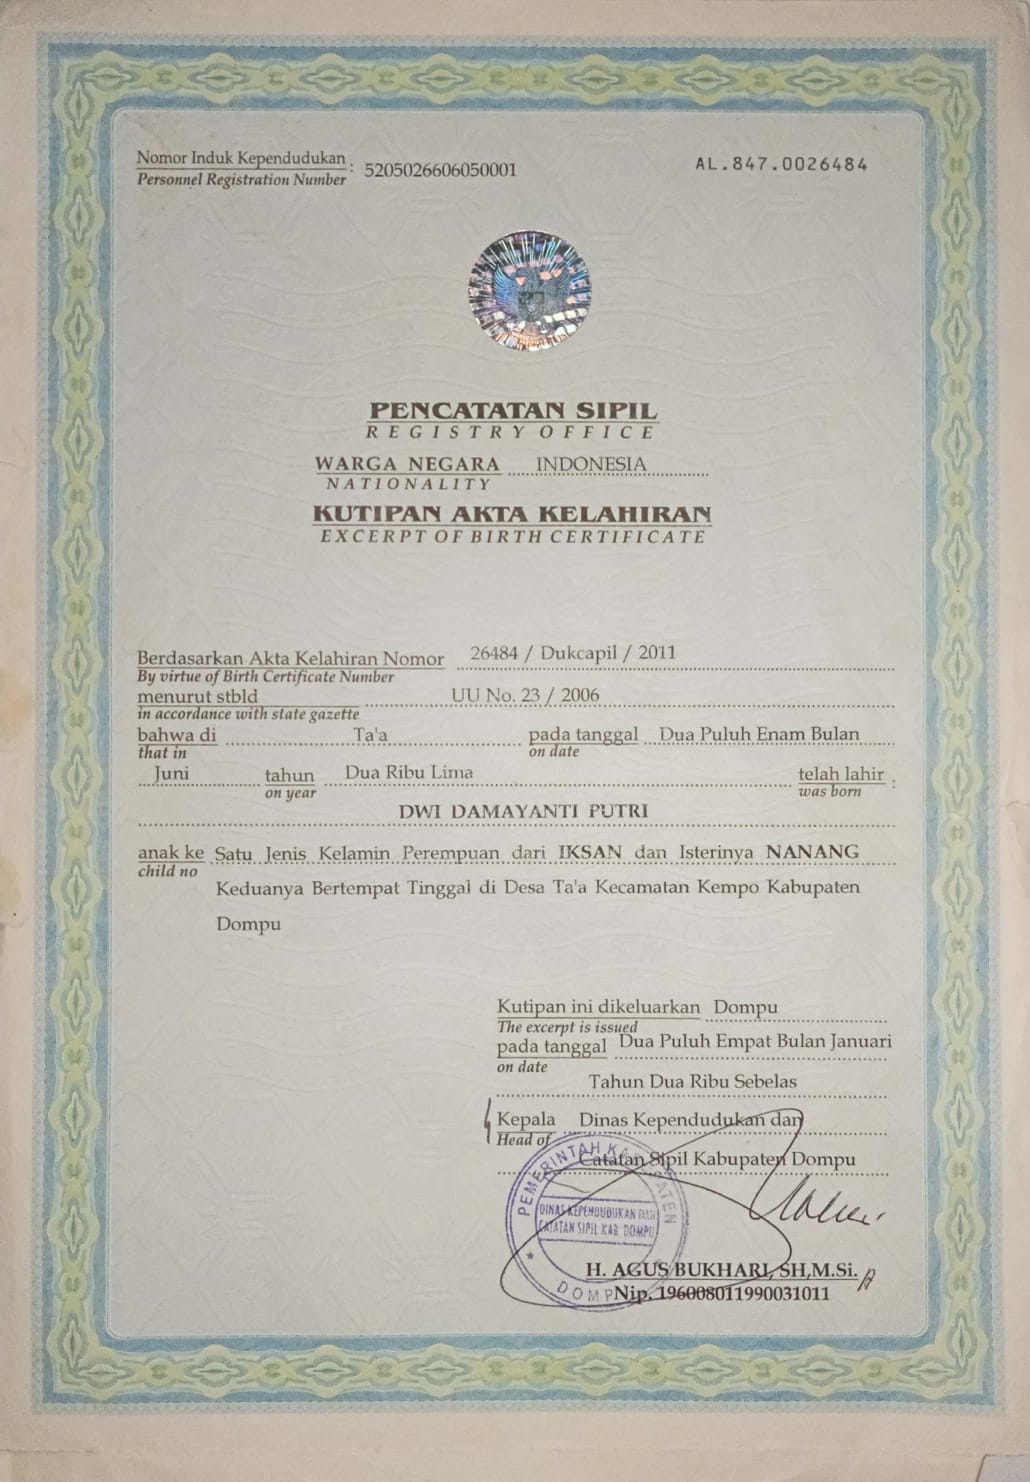 Nomor Induk Kependudukan : 5205026606050001
Personnel Registration Number
AL.847.0026484
PENCATATAN SIPIL
REGISTRY OFFICE
WARGA NEGARA INDONESIA
NATIONALITY
KUTIPAN AKTA KELAHIRAN
EXCERPT OF BIRTH CERTIFICATE
Berdasarkan Akta Kelahiran Nomor 26484 / Dukcapil / 2011
By virtue of Birth Certificate Number
menurut stbld UU No. 23 / 2006
in accordance with state gazette
bahwa di Ta'a pada tanggal Dua Puluh Enam Bulan
that in on date
Juni tahun Dua Ribu Lima telah lahir :
on year was born
DWI DAMAYANTI PUTRI
anak ke Satu Jenis Kelamin Perempuan dari IKSAN dan Isterinya NANANG
child no
Keduanya Bertempat Tinggal di Desa Ta'a Kecamatan Kempo Kabupaten
Dompu
Kutipan ini dikeluarkan Dompu
The excerpt is issued
pada tanggal Dua Puluh Empat Bulan Januari
on date
Tahun Dua Ribu Sebelas
Kepala Dinas Kependudukan dan
Head of
Catatan Sipil Kabupaten Dompu
PEMERINTAH KABUPATEN
DINAS KEPENDUDUKAN DAN
CATATAN SIPIL KAB DOMPU
DOMPU
H. AGUS BUKHARI, SH,M.Si.
Nip. 196008011990031011